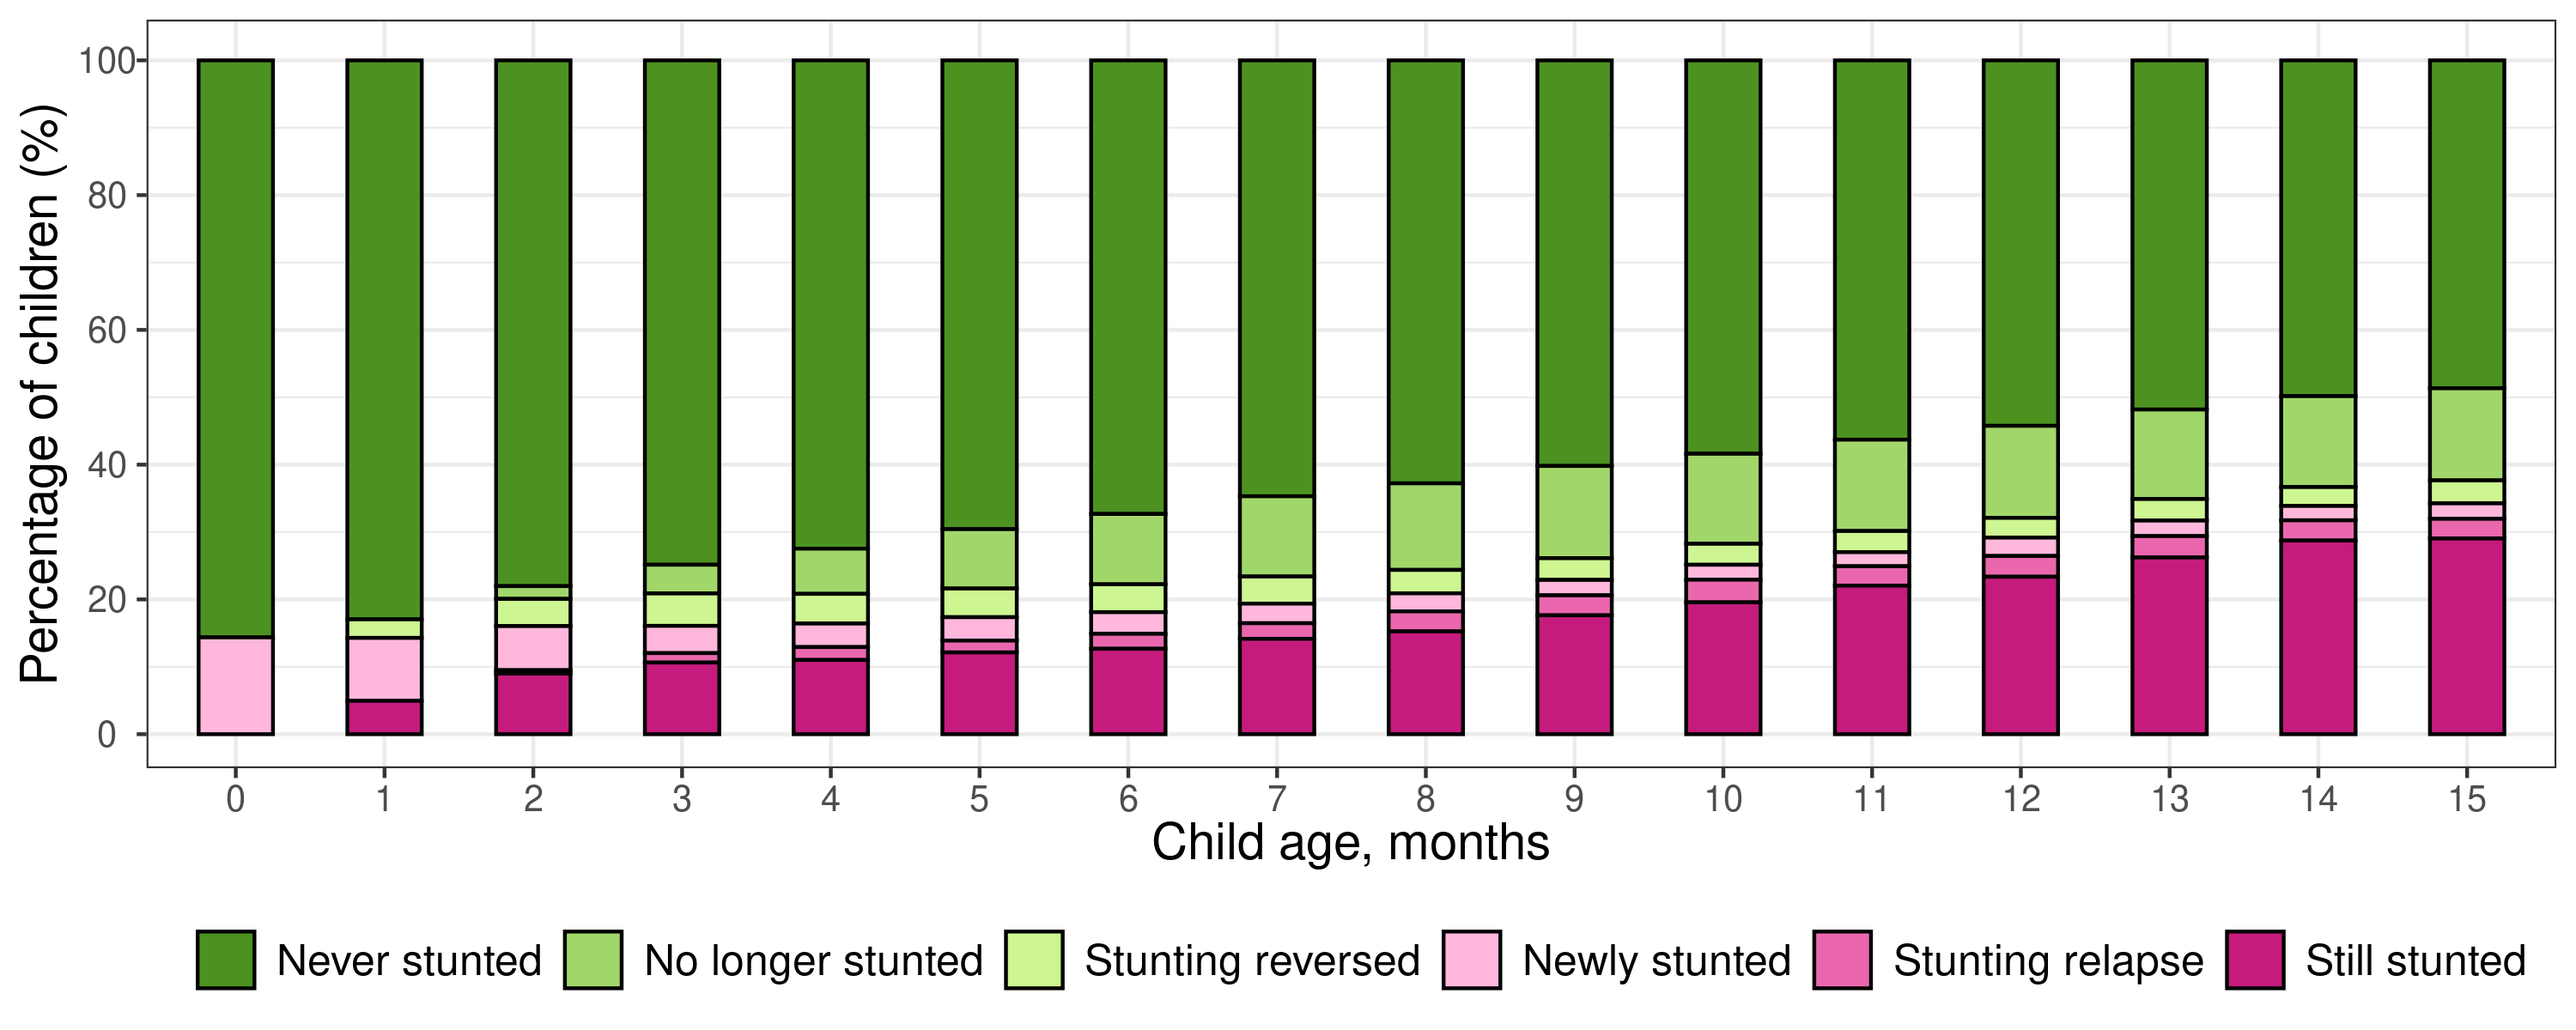 Percentage of children (%)
100
80
60
40
20
0
0 1 2 3 4 5 6 7 8 9 10 11 12 13 14 15
Child age, months
Never stunted No longer stunted Stunting reversed Newly stunted Stunting relapse Still stunted